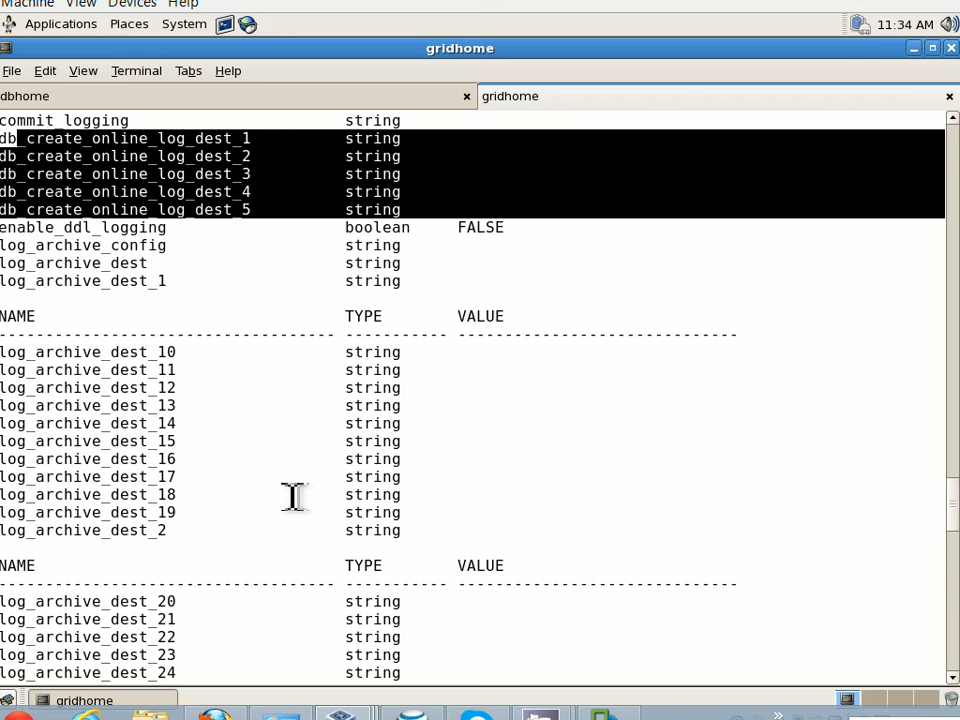 Machine View Devices Help
Applications Places System 11:34 AM
gridhome
File Edit View Terminal Tabs Help
dbhome gridhome
commit_logging string
db_create_online_log_dest_1 string
db_create_online_log_dest_2 string
db_create_online_log_dest_3 string
db_create_online_log_dest_4 string
db_create_online_log_dest_5 string
enable_ddl_logging boolean FALSE
log_archive_config string
log_archive_dest string
log_archive_dest_1 string
NAME TYPE VALUE
------------------------------------ ----------- ------------------------------
log_archive_dest_10 string
log_archive_dest_11 string
log_archive_dest_12 string
log_archive_dest_13 string
log_archive_dest_14 string
log_archive_dest_15 string
log_archive_dest_16 string
log_archive_dest_17 string
log_archive_dest_18 string
log_archive_dest_19 string
log_archive_dest_2 string
NAME TYPE VALUE
------------------------------------ ----------- ------------------------------
log_archive_dest_20 string
log_archive_dest_21 string
log_archive_dest_22 string
log_archive_dest_23 string
log_archive_dest_24 string
gridhome